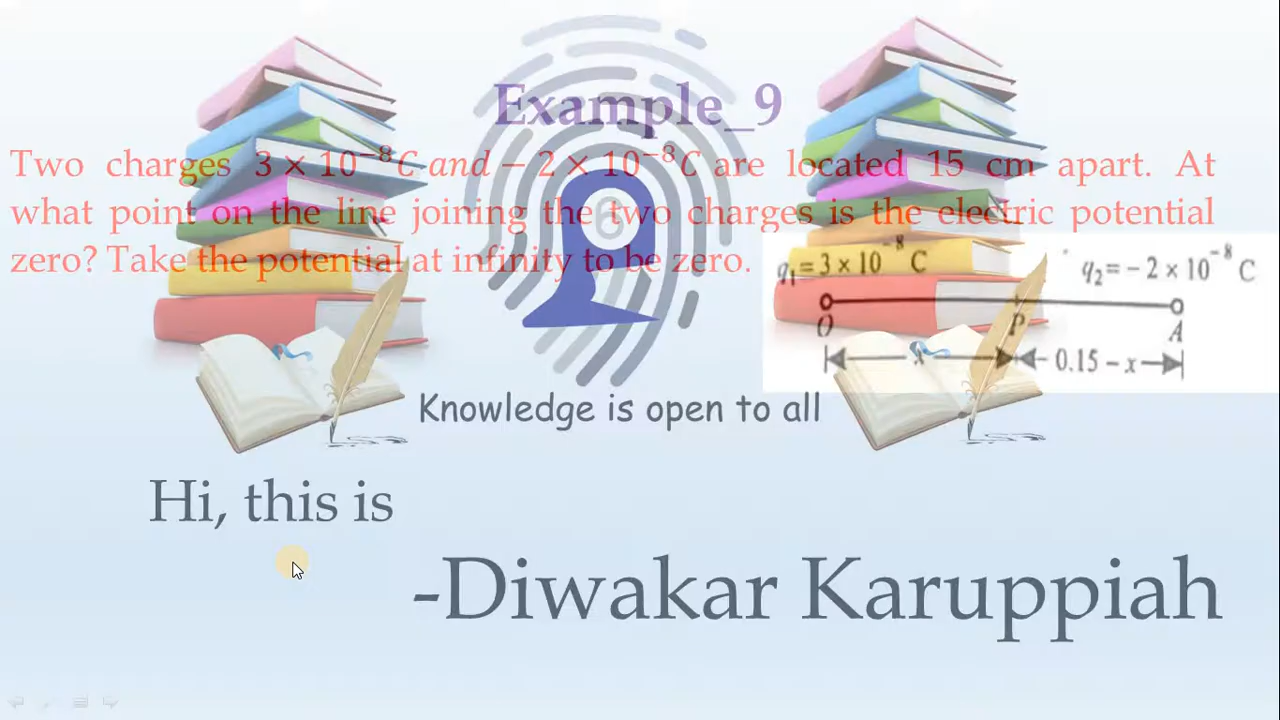 Example_9
Two charges 3 × 10⁻⁸C and − 2 × 10⁻⁸C are located 15 cm apart. At
what point on the line joining the two charges is the electric potential
zero? Take the potential at infinity to be zero.
q₁= 3 × 10⁻⁸ C
q₂= − 2 × 10⁻⁸ C
O P A
x 0.15 − x
Knowledge is open to all
Hi, this is
-Diwakar Karuppiah